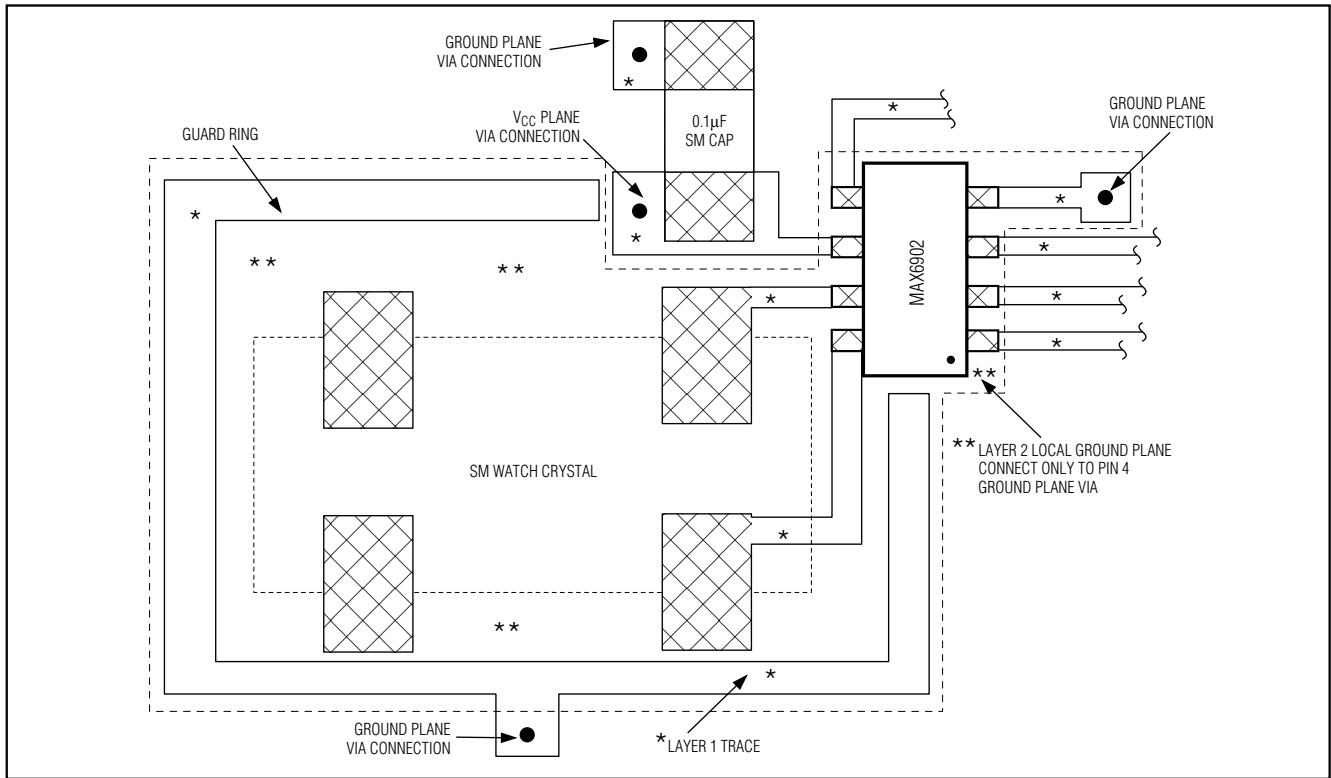 GROUND PLANE
VIA CONNECTION
0.1µF
SM CAP
VCC PLANE
VIA CONNECTION
GUARD RING
GROUND PLANE
VIA CONNECTION
*
*
*
*
*
*
*
*
*
*
*
*
**
**
**
**
MAX6902
SM WATCH CRYSTAL
** LAYER 2 LOCAL GROUND PLANE
CONNECT ONLY TO PIN 4
GROUND PLANE VIA
GROUND PLANE
VIA CONNECTION
* LAYER 1 TRACE